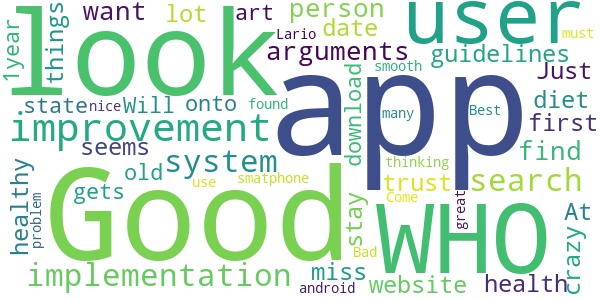 1year
things
want
lot
art
person
Lario
date
user
look
app
arguments
guidelines
Just
smooth
state
nice
Will
onto
found
download
many
Best
diet
improvement
first
seems
system
find
healthy
problem
old
gets
use
smatphone
thinking
trust
search
Good
WHO
stay
Come
great
At
crazy
implementation
miss
Bad
android
website
health
must